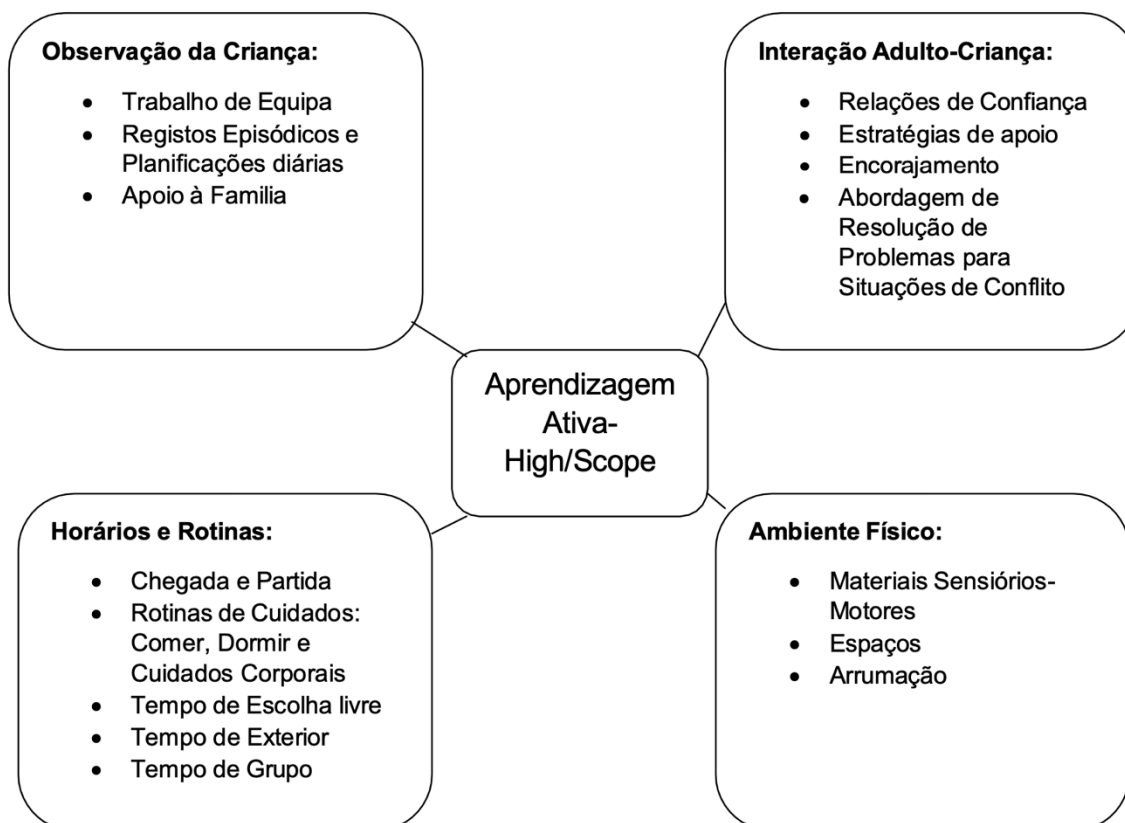 Observação da Criança:
• Trabalho de Equipa
• Registos Episódicos e
Planificações diárias
• Apoio à Familia
Interação Adulto-Criança:
• Relações de Confiança
• Estratégias de apoio
• Encorajamento
• Abordagem de
Resolução de
Problemas para
Situações de Conflito
Aprendizagem
Ativa-
High/Scope
Horários e Rotinas:
• Chegada e Partida
• Rotinas de Cuidados:
Comer, Dormir e
Cuidados Corporais
• Tempo de Escolha livre
• Tempo de Exterior
• Tempo de Grupo
Ambiente Físico:
• Materiais Sensiórios-
Motores
• Espaços
• Arrumação